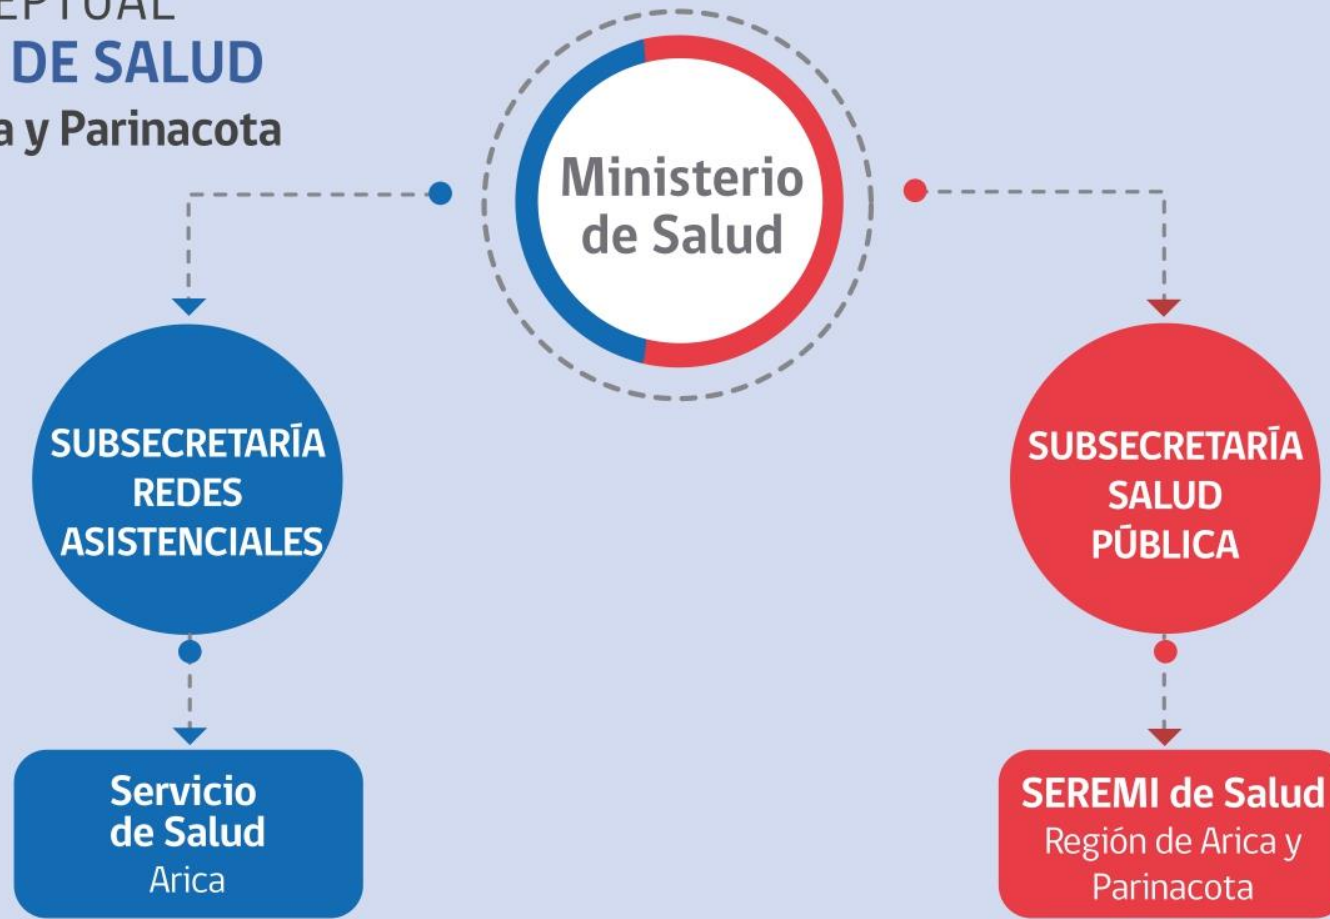 EPTUAL
DE SALUD
a y Parinacota
Ministerio
de Salud
SUBSECRETARÍA
REDES
ASISTENCIALES
SUBSECRETARÍA
SALUD
PÚBLICA
Servicio
de Salud
Arica
SEREMI de Salud
Región de Arica y
Parinacota